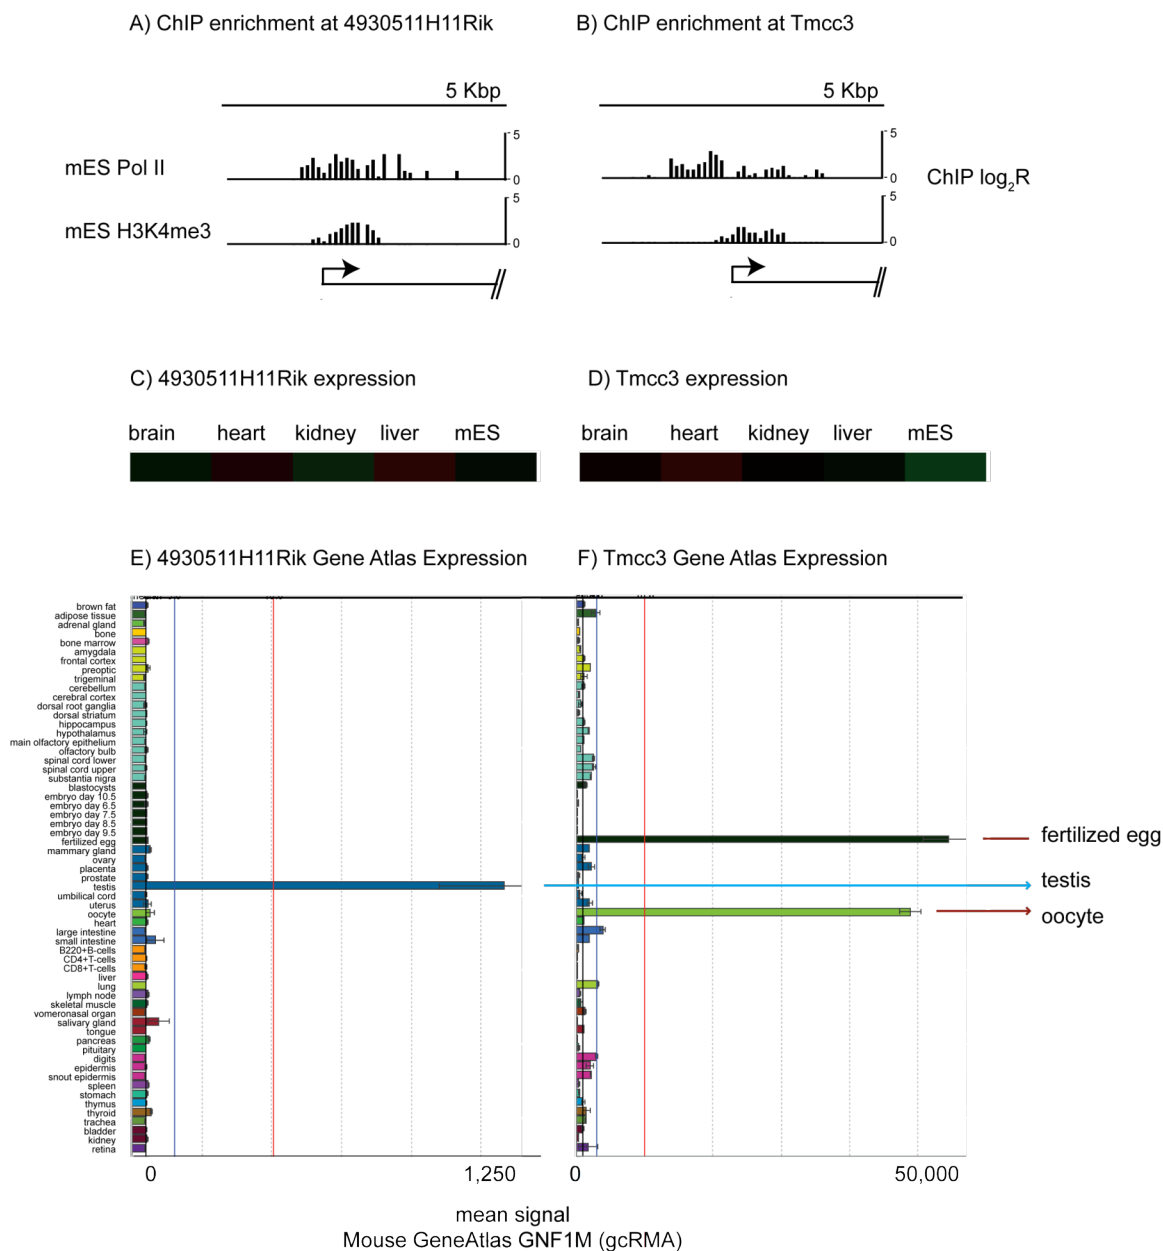 A) ChIP enrichment at 4930511H11Rik
B) ChIP enrichment at Tmcc3
5 Kbp
5 Kbp
mES Pol II
5
0
5
0
ChIP log2R
mES H3K4me3
5
0
5
0
C) 4930511H11Rik expression
D) Tmcc3 expression
brain heart kidney liver mES
brain heart kidney liver mES
E) 4930511H11Rik Gene Atlas Expression
F) Tmcc3 Gene Atlas Expression
brown fat
adipose tissue
adrenal gland
bone
bone marrow
amygdala
frontal cortex
preoptic
trigeminal
cerebellum
cerebral cortex
dorsal root ganglia
dorsal striatum
hippocampus
hypothalamus
main olfactory epithelium
olfactory bulb
spinal cord lower
spinal cord upper
substantia nigra
blastocysts
embryo day 10.5
embryo day 6.5
embryo day 7.5
embryo day 8.5
embryo day 9.5
fertilized egg
mammary gland
ovary
placenta
prostate
testis
umbilical cord
uterus
oocyte
heart
large intestine
small intestine
B220+B-cells
CD4+T-cells
CD8+T-cells
liver
lung
lymph node
skeletal muscle
vomeronasal organ
salivary gland
tongue
pancreas
pituitary
digits
epidermis
snout epidermis
spleen
stomach
thymus
thyroid
trachea
bladder
kidney
retina
fertilized egg
testis
oocyte
0 1,250
0 50,000
mean signal
Mouse GeneAtlas GNF1M (gcRMA)